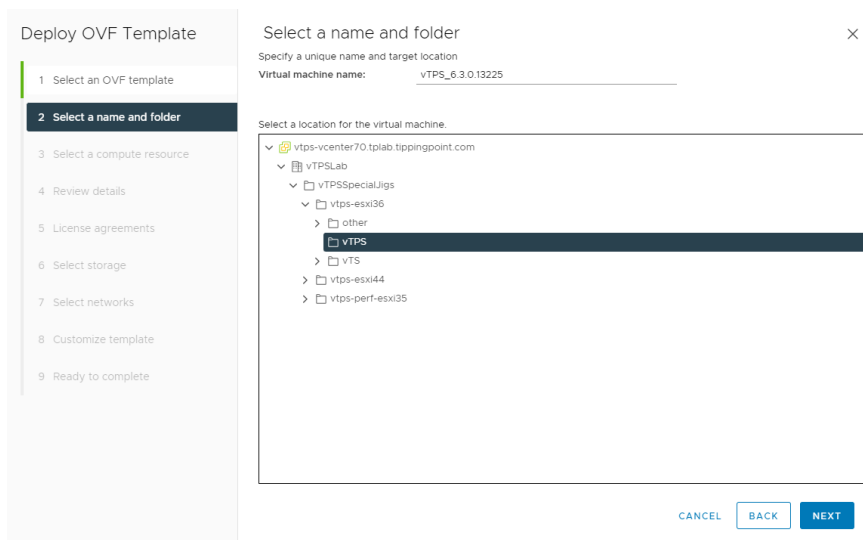 Deploy OVF Template
1 Select an OVF template
2 Select a name and folder
3 Select a compute resource
4 Review details
5 License agreements
6 Select storage
7 Select networks
8 Customize template
9 Ready to complete
Select a name and folder
Specify a unique name and target location
Virtual machine name: vTPS_6.3.0.13225
Select a location for the virtual machine.
vtps-vcenter70.tplab.tippingpoint.com
vTPSLab
vTPSSpecialJigs
vtps-esxi36
other
vTPS
vTS
vtps-esxi44
vtps-perf-esxi35
CANCEL BACK NEXT